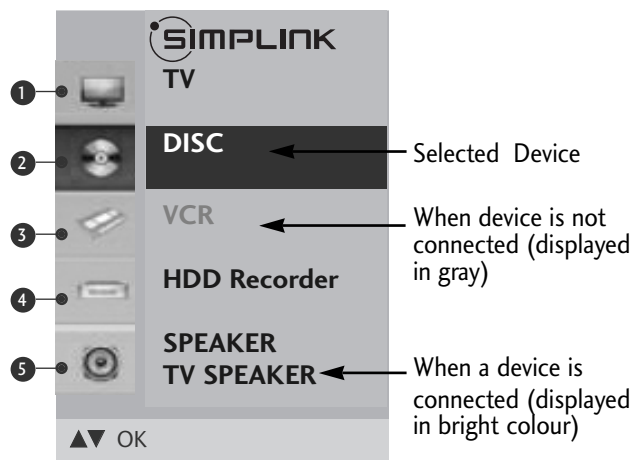 SIMPLINK
1
TV
2
DISC
Selected Device
3
VCR
When device is not
connected (displayed
in gray)
4
HDD Recorder
5
SPEAKER
TV SPEAKER
When a device is
connected (displayed
in bright colour)
▲▼ OK